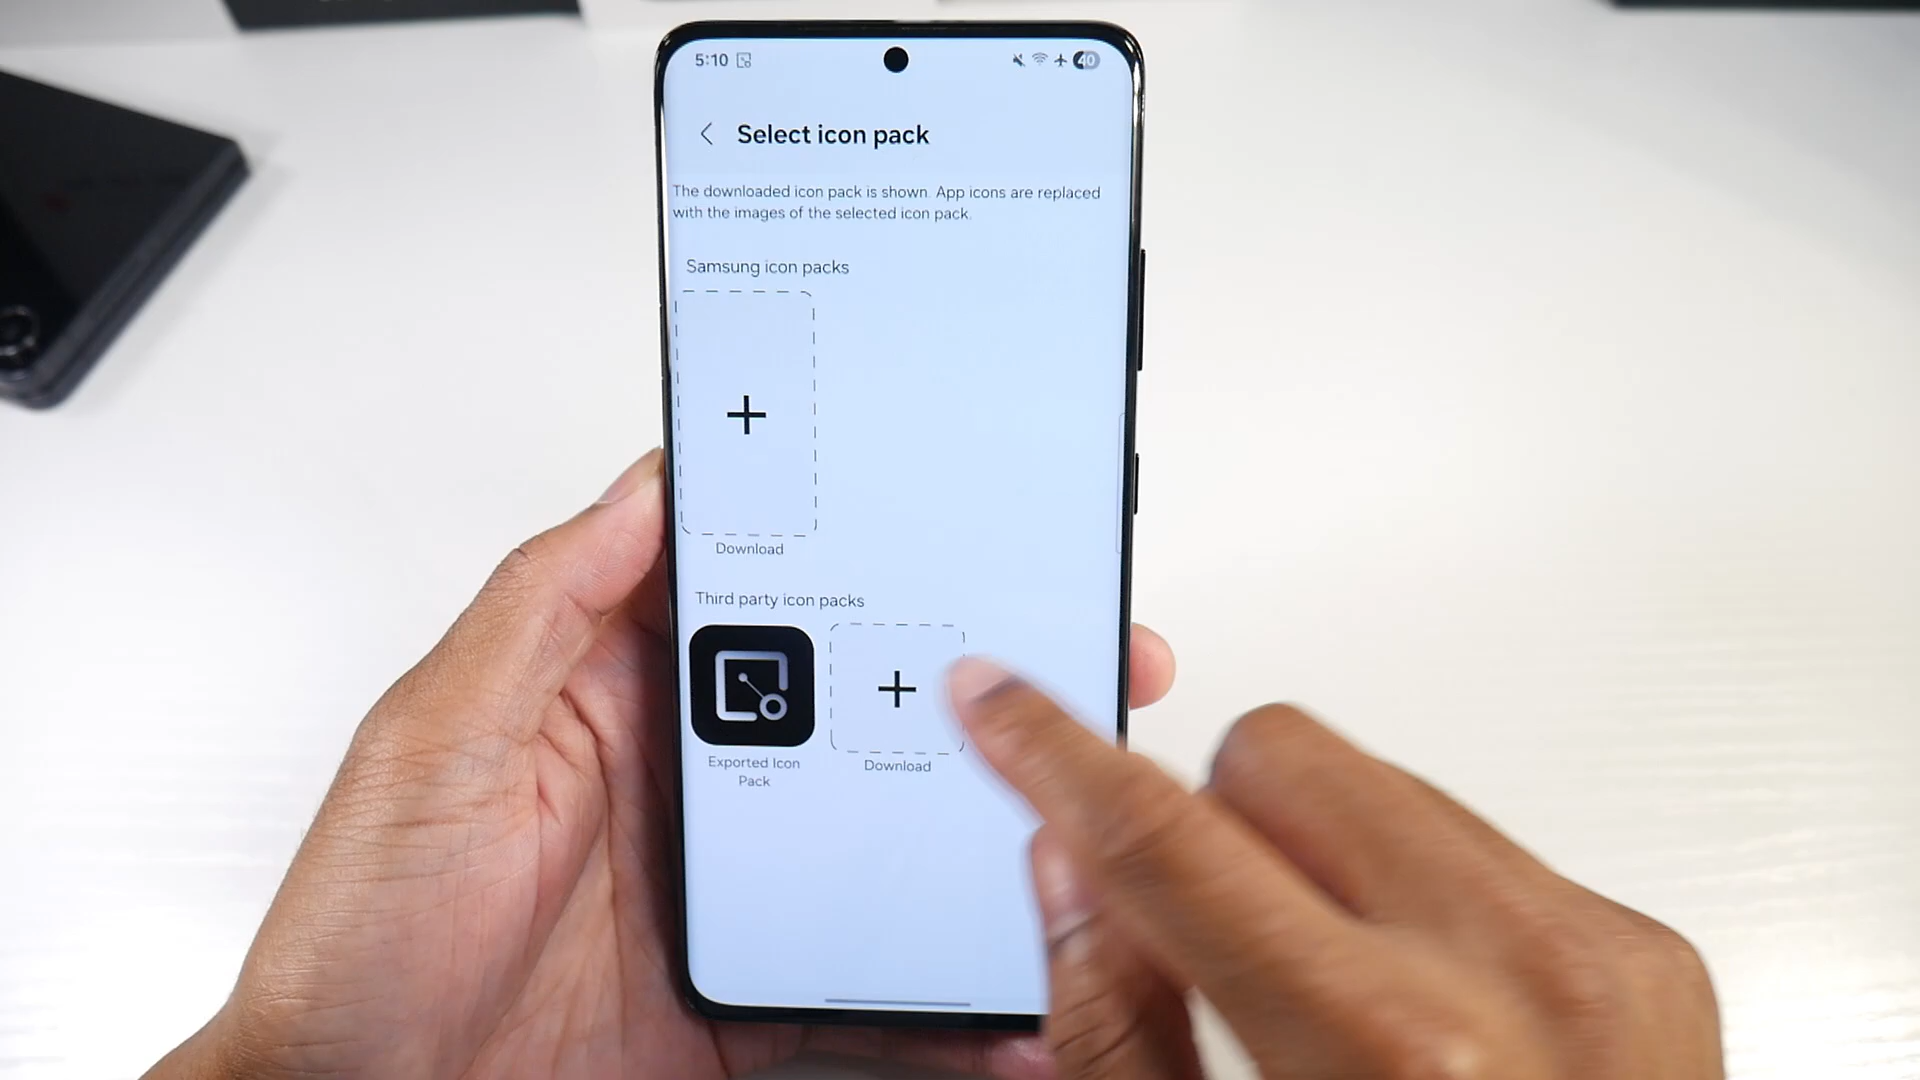 5:10
40
Select icon pack
The downloaded icon pack is shown. App icons are replaced
with the images of the selected icon pack.
Samsung icon packs
Download
Third party icon packs
Exported Icon
Pack
Download